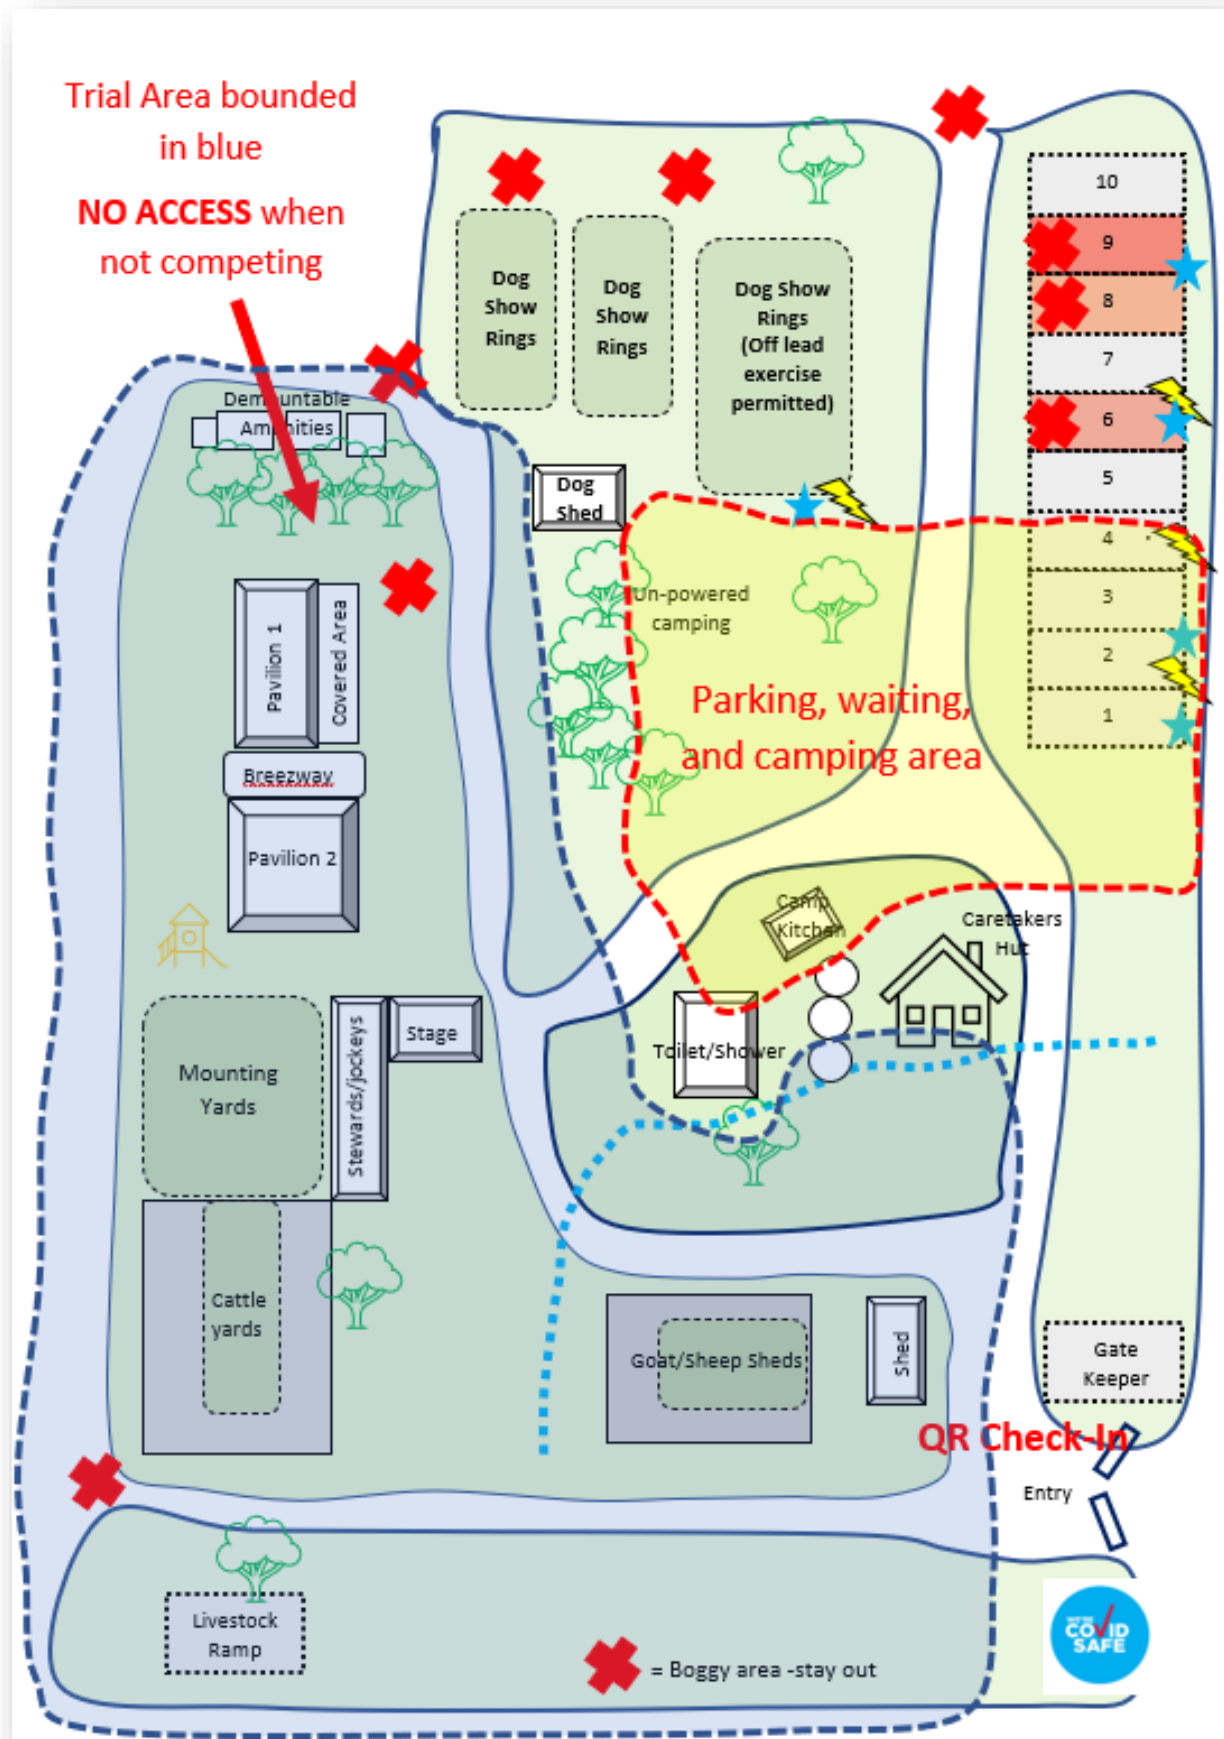 Trial Area bounded
in blue
NO ACCESS when
not competing
Demountable
Amenities
Dog
Show
Rings
Dog
Show
Rings
Dog Show
Rings
(Off lead
exercise
permitted)
10
9
8
7
6
5
4
3
2
1
Dog
Shed
Un-powered
camping
Parking, waiting,
and camping area
Pavilion 1
Covered Area
Breezway
Pavilion 2
Camp
Kitchen
Caretakers
Hut
Toilet/Shower
Mounting
Yards
Stewards/jockeys
Stage
Cattle
yards
Goat/Sheep Sheds
Shed
Gate
Keeper
QR Check-In
Entry
Livestock
Ramp
= Boggy area -stay out
WE'RE
COVID
SAFE